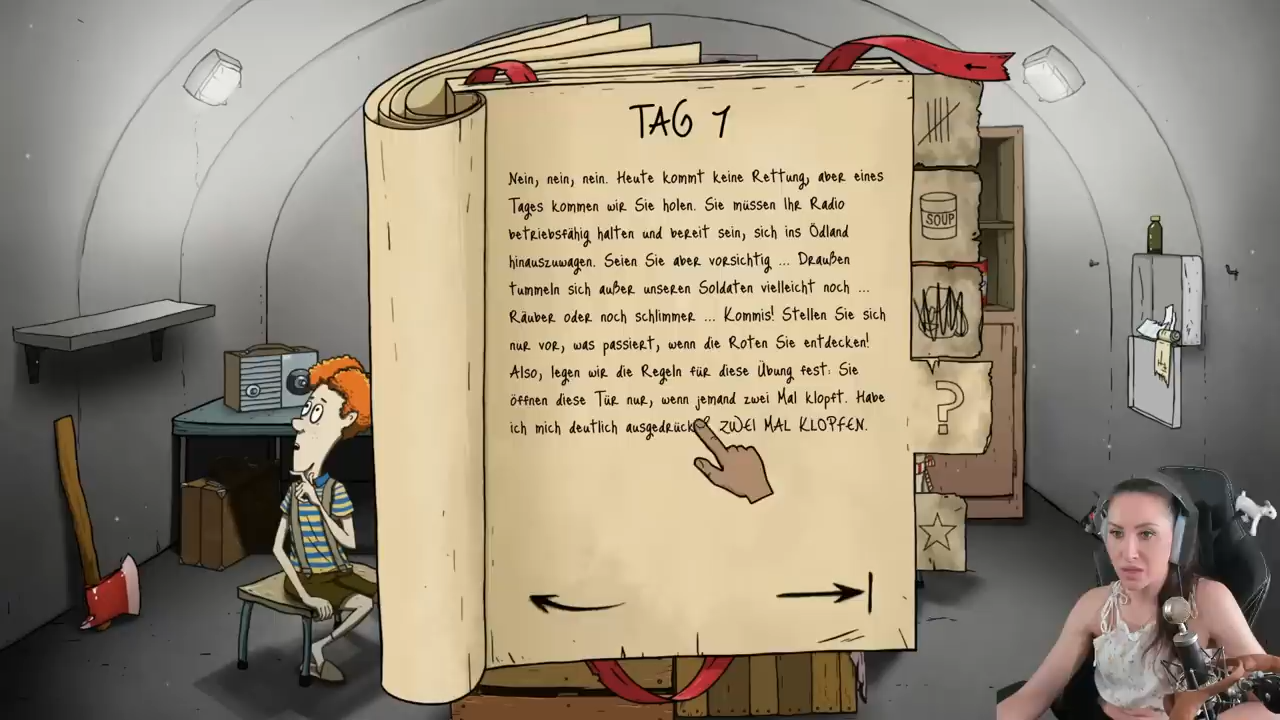 TAG 1
Nein, nein, nein. Heute kommt keine Rettung, aber eines
Tages kommen wir Sie holen. Sie müssen Ihr Radio
betriebsfähig halten und bereit sein, sich ins Ödland
hinauszuwagen. Seien Sie aber vorsichtig ... Draußen
tummeln sich außer unseren Soldaten vielleicht noch ...
Räuber oder noch schlimmer ... Kommis! Stellen Sie sich
nur vor, was passiert, wenn die Roten Sie entdecken!
Also, legen wir die Regeln für diese Übung fest: Sie
öffnen diese Tür nur, wenn jemand zwei Mal klopft. Habe
ich mich deutlich ZWEI MAL KLOPFEN.
SOUP
?